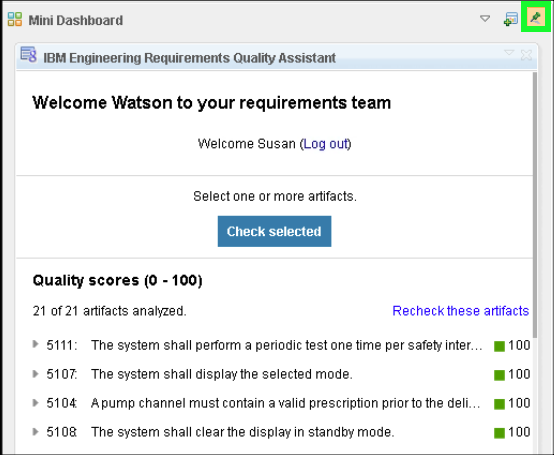 Mini Dashboard
IBM Engineering Requirements Quality Assistant
Welcome Watson to your requirements team
Welcome Susan (Log out)
Select one or more artifacts.
Check selected
Quality scores (0 - 100)
21 of 21 artifacts analyzed. Recheck these artifacts
5111: The system shall perform a periodic test one time per safety inter... 100
5107: The system shall display the selected mode. 100
5104: A pump channel must contain a valid prescription prior to the deli... 100
5108: The system shall clear the display in standby mode. 100